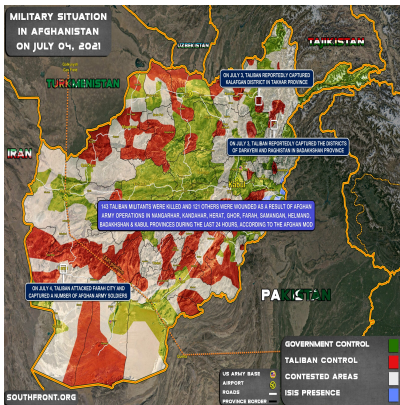 MILITARY SITUATION
IN AFGHANISTAN
ON JULY 04, 2021
UZBEKISTAN
TAJIKISTAN
TURKMENISTAN
ON JULY 3, TALIBAN REPORTEDLY CAPTURED
KALAFGAN DISTRICT IN TAKHAR PROVINCE
IRAN
ON JULY 3, TALIBAN REPORTEDLY CAPTURED THE DISTRICTS
OF DARAYEM AND RAGHISTAN IN BADAKHSHAN PROVINCE
Kabul
143 TALIBAN MILITANTS WERE KILLED AND 121 OTHERS WERE WOUNDED AS A RESULT OF AFGHAN
ARMY OPERATIONS IN NANGARHAR, KANDAHAR, HERAT, GHOR, FARAH, SAMANGAN, HELMAND,
BADAKHSHAN & KABUL PROVINCES DURING THE LAST 24 HOURS, ACCORDING TO THE AFGHAN MOD
ON JULY 4, TALIBAN ATTACKED FARAH CITY AND
CAPTURED A NUMBER OF AFGHAN ARMY SOLDIERS
PAKISTAN
GOVERNMENT CONTROL
TALIBAN CONTROL
CONTESTED AREAS
ISIS PRESENCE
US ARMY BASE
AIRPORT
ROADS
PROVINCE BORDER
SOUTHFRONT.ORG